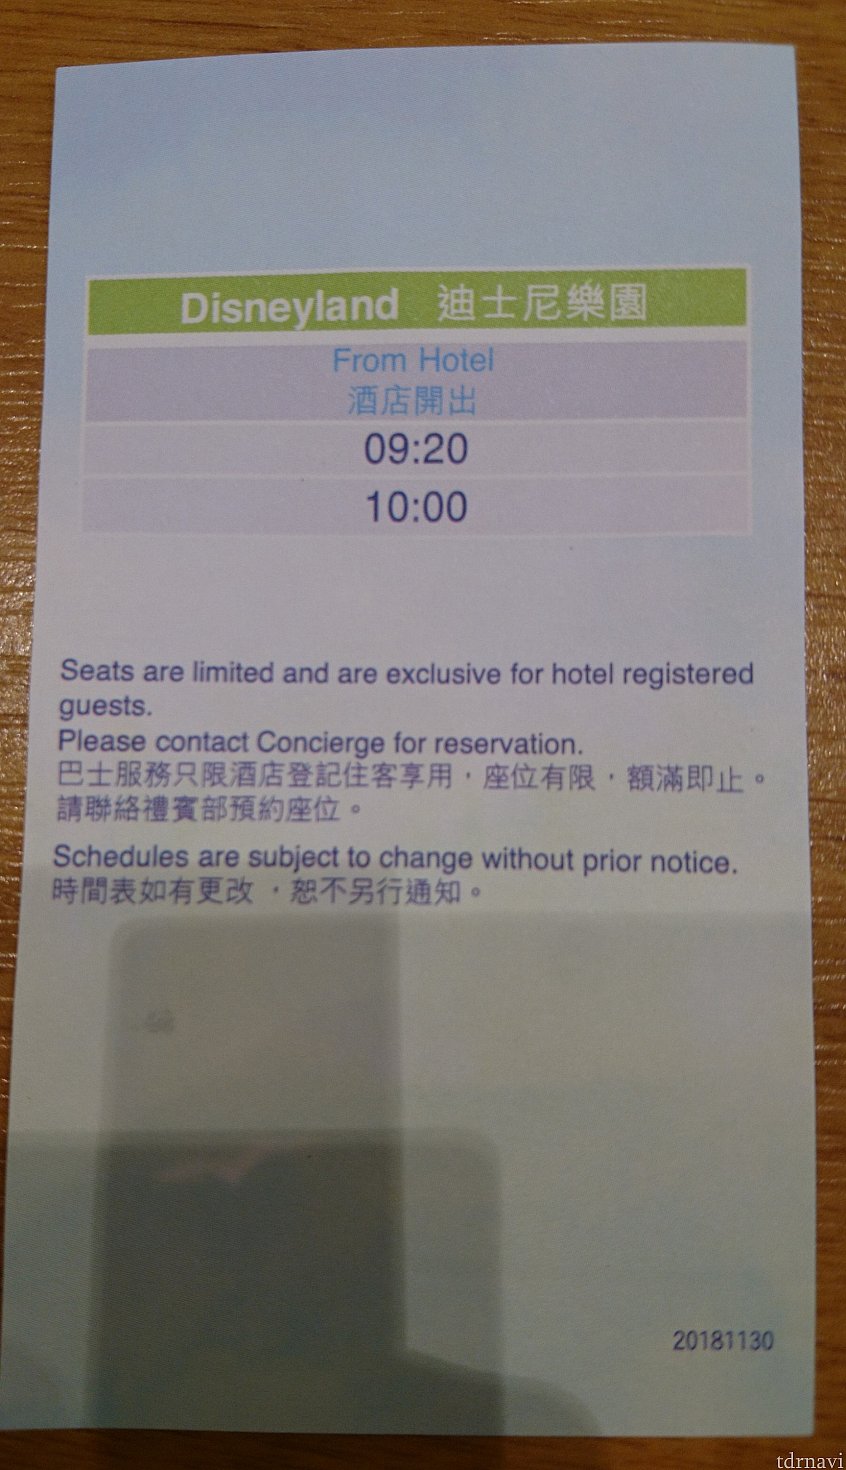 Disneyland 迪士尼樂園
From Hotel
酒店開出
09:20
10:00
Seats are limited and are exclusive for hotel registered
guests.
Please contact Concierge for reservation.
巴士服務只限酒店登記住客享用，座位有限，額滿即止。
請聯絡禮賓部預約座位。
Schedules are subject to change without prior notice.
時間表如有更改，恕不另行通知。
20181130
tdrnavi